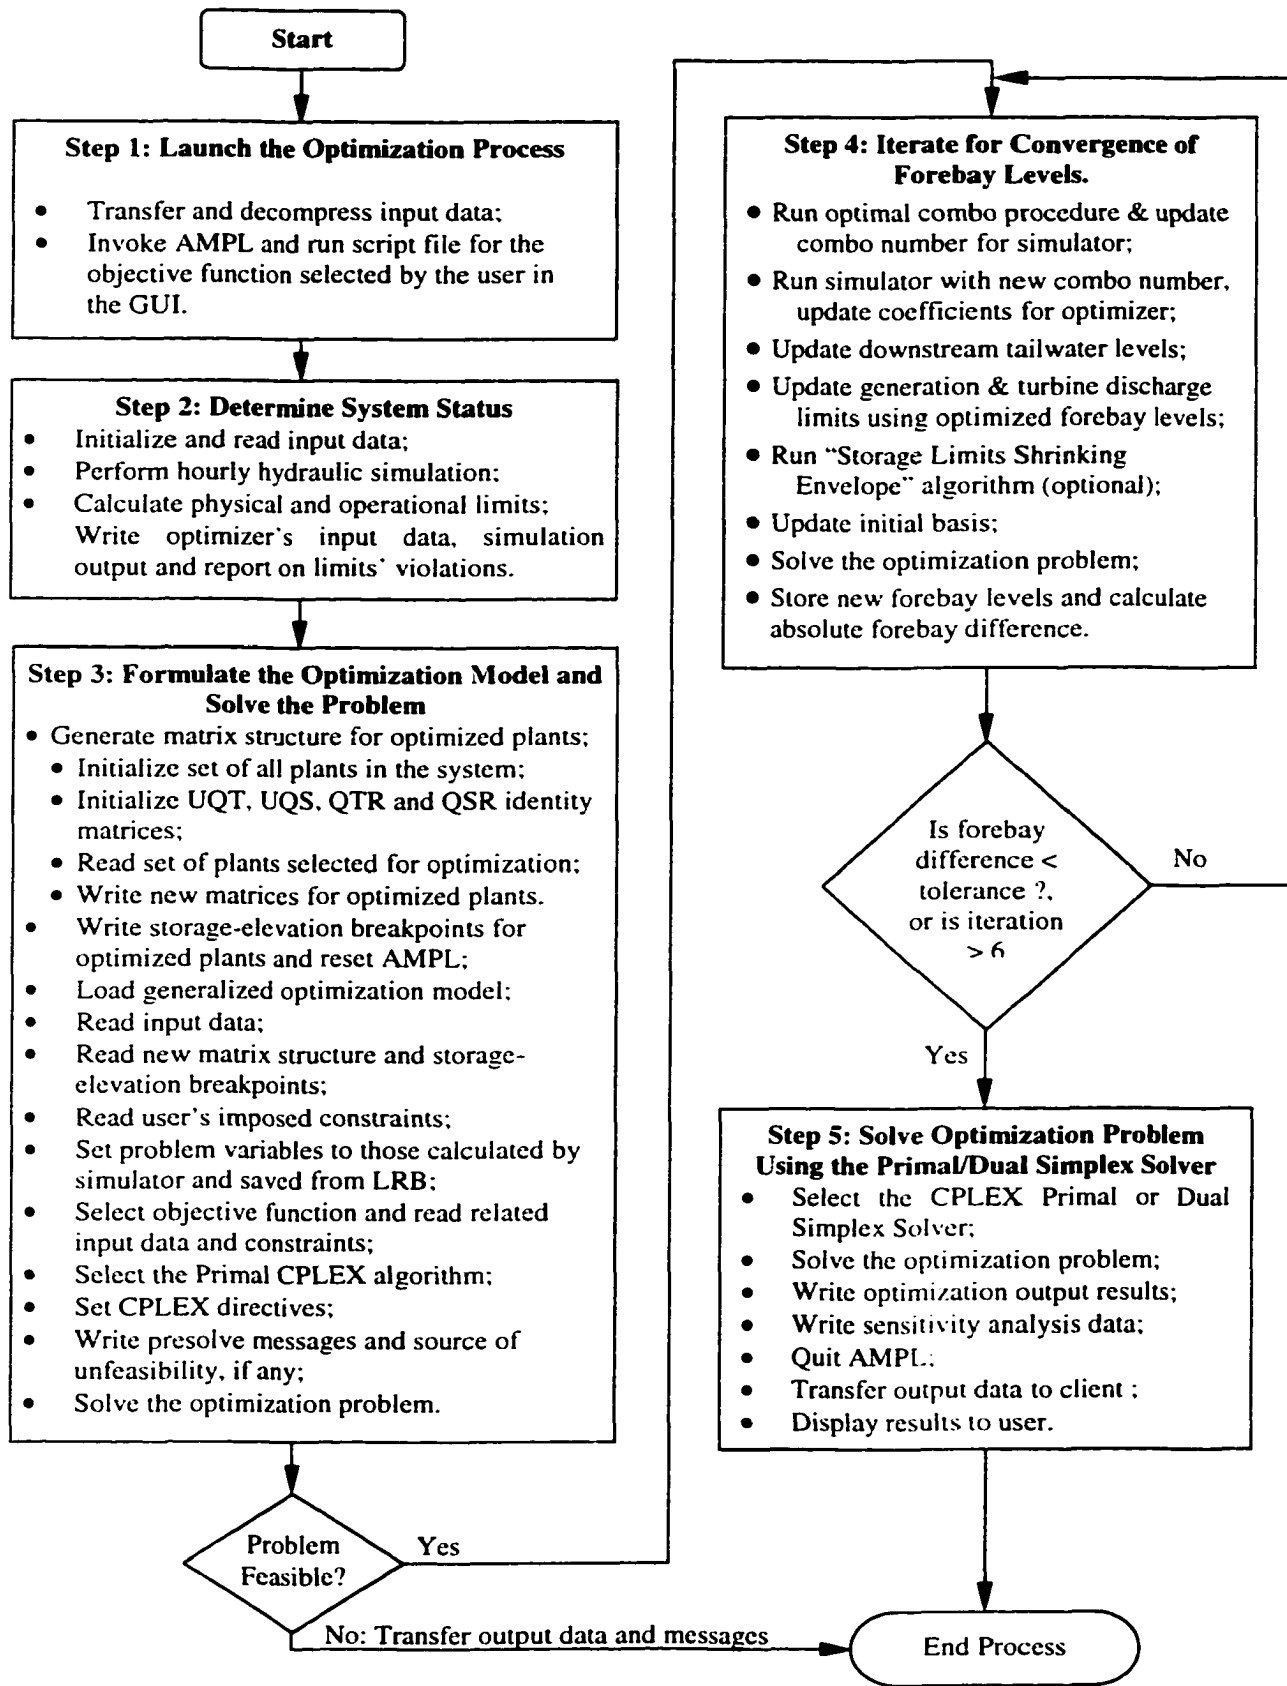 Start
Step 1: Launch the Optimization Process
• Transfer and decompress input data;
• Invoke AMPL and run script file for the
objective function selected by the user in
the GUI.
Step 2: Determine System Status
• Initialize and read input data;
• Perform hourly hydraulic simulation;
• Calculate physical and operational limits;
Write optimizer's input data, simulation
output and report on limits' violations.
Step 3: Formulate the Optimization Model and
Solve the Problem
• Generate matrix structure for optimized plants;
• Initialize set of all plants in the system;
• Initialize UQT, UQS, QTR and QSR identity
matrices;
• Read set of plants selected for optimization;
• Write new matrices for optimized plants.
• Write storage-elevation breakpoints for
optimized plants and reset AMPL;
• Load generalized optimization model;
• Read input data;
• Read new matrix structure and storage-
elevation breakpoints;
• Read user's imposed constraints;
• Set problem variables to those calculated by
simulator and saved from LRB;
• Select objective function and read related
input data and constraints;
• Select the Primal CPLEX algorithm;
• Set CPLEX directives;
• Write presolve messages and source of
unfeasibility, if any;
• Solve the optimization problem.
Problem
Feasible?
Yes
No: Transfer output data and messages
Step 4: Iterate for Convergence of
Forebay Levels.
• Run optimal combo procedure & update
combo number for simulator;
• Run simulator with new combo number,
update coefficients for optimizer;
• Update downstream tailwater levels;
• Update generation & turbine discharge
limits using optimized forebay levels;
• Run "Storage Limits Shrinking
Envelope" algorithm (optional);
• Update initial basis;
• Solve the optimization problem;
• Store new forebay levels and calculate
absolute forebay difference.
Is forebay
difference <
tolerance ?,
or is iteration
> 6
No
Yes
Step 5: Solve Optimization Problem
Using the Primal/Dual Simplex Solver
• Select the CPLEX Primal or Dual
Simplex Solver;
• Solve the optimization problem;
• Write optimization output results;
• Write sensitivity analysis data;
• Quit AMPL;
• Transfer output data to client ;
• Display results to user.
End Process